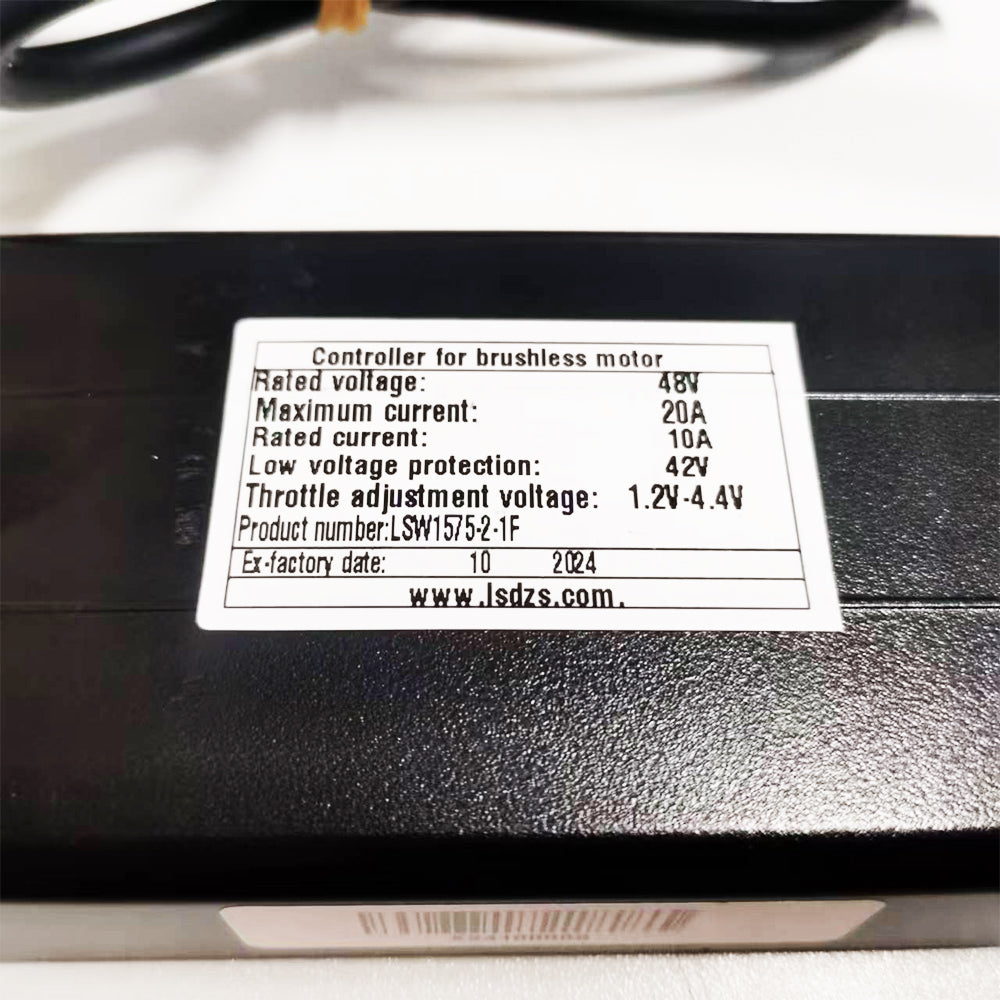 Controller for brushless motor
Rated voltage: 48V
Maximum current: 20A
Rated current: 10A
Low voltage protection: 42V
Throttle adjustment voltage: 1.2V-4.4V
Product number:LSW1575-2-1F
Ex-factory date: 10 2024
www.lsdzs.com.